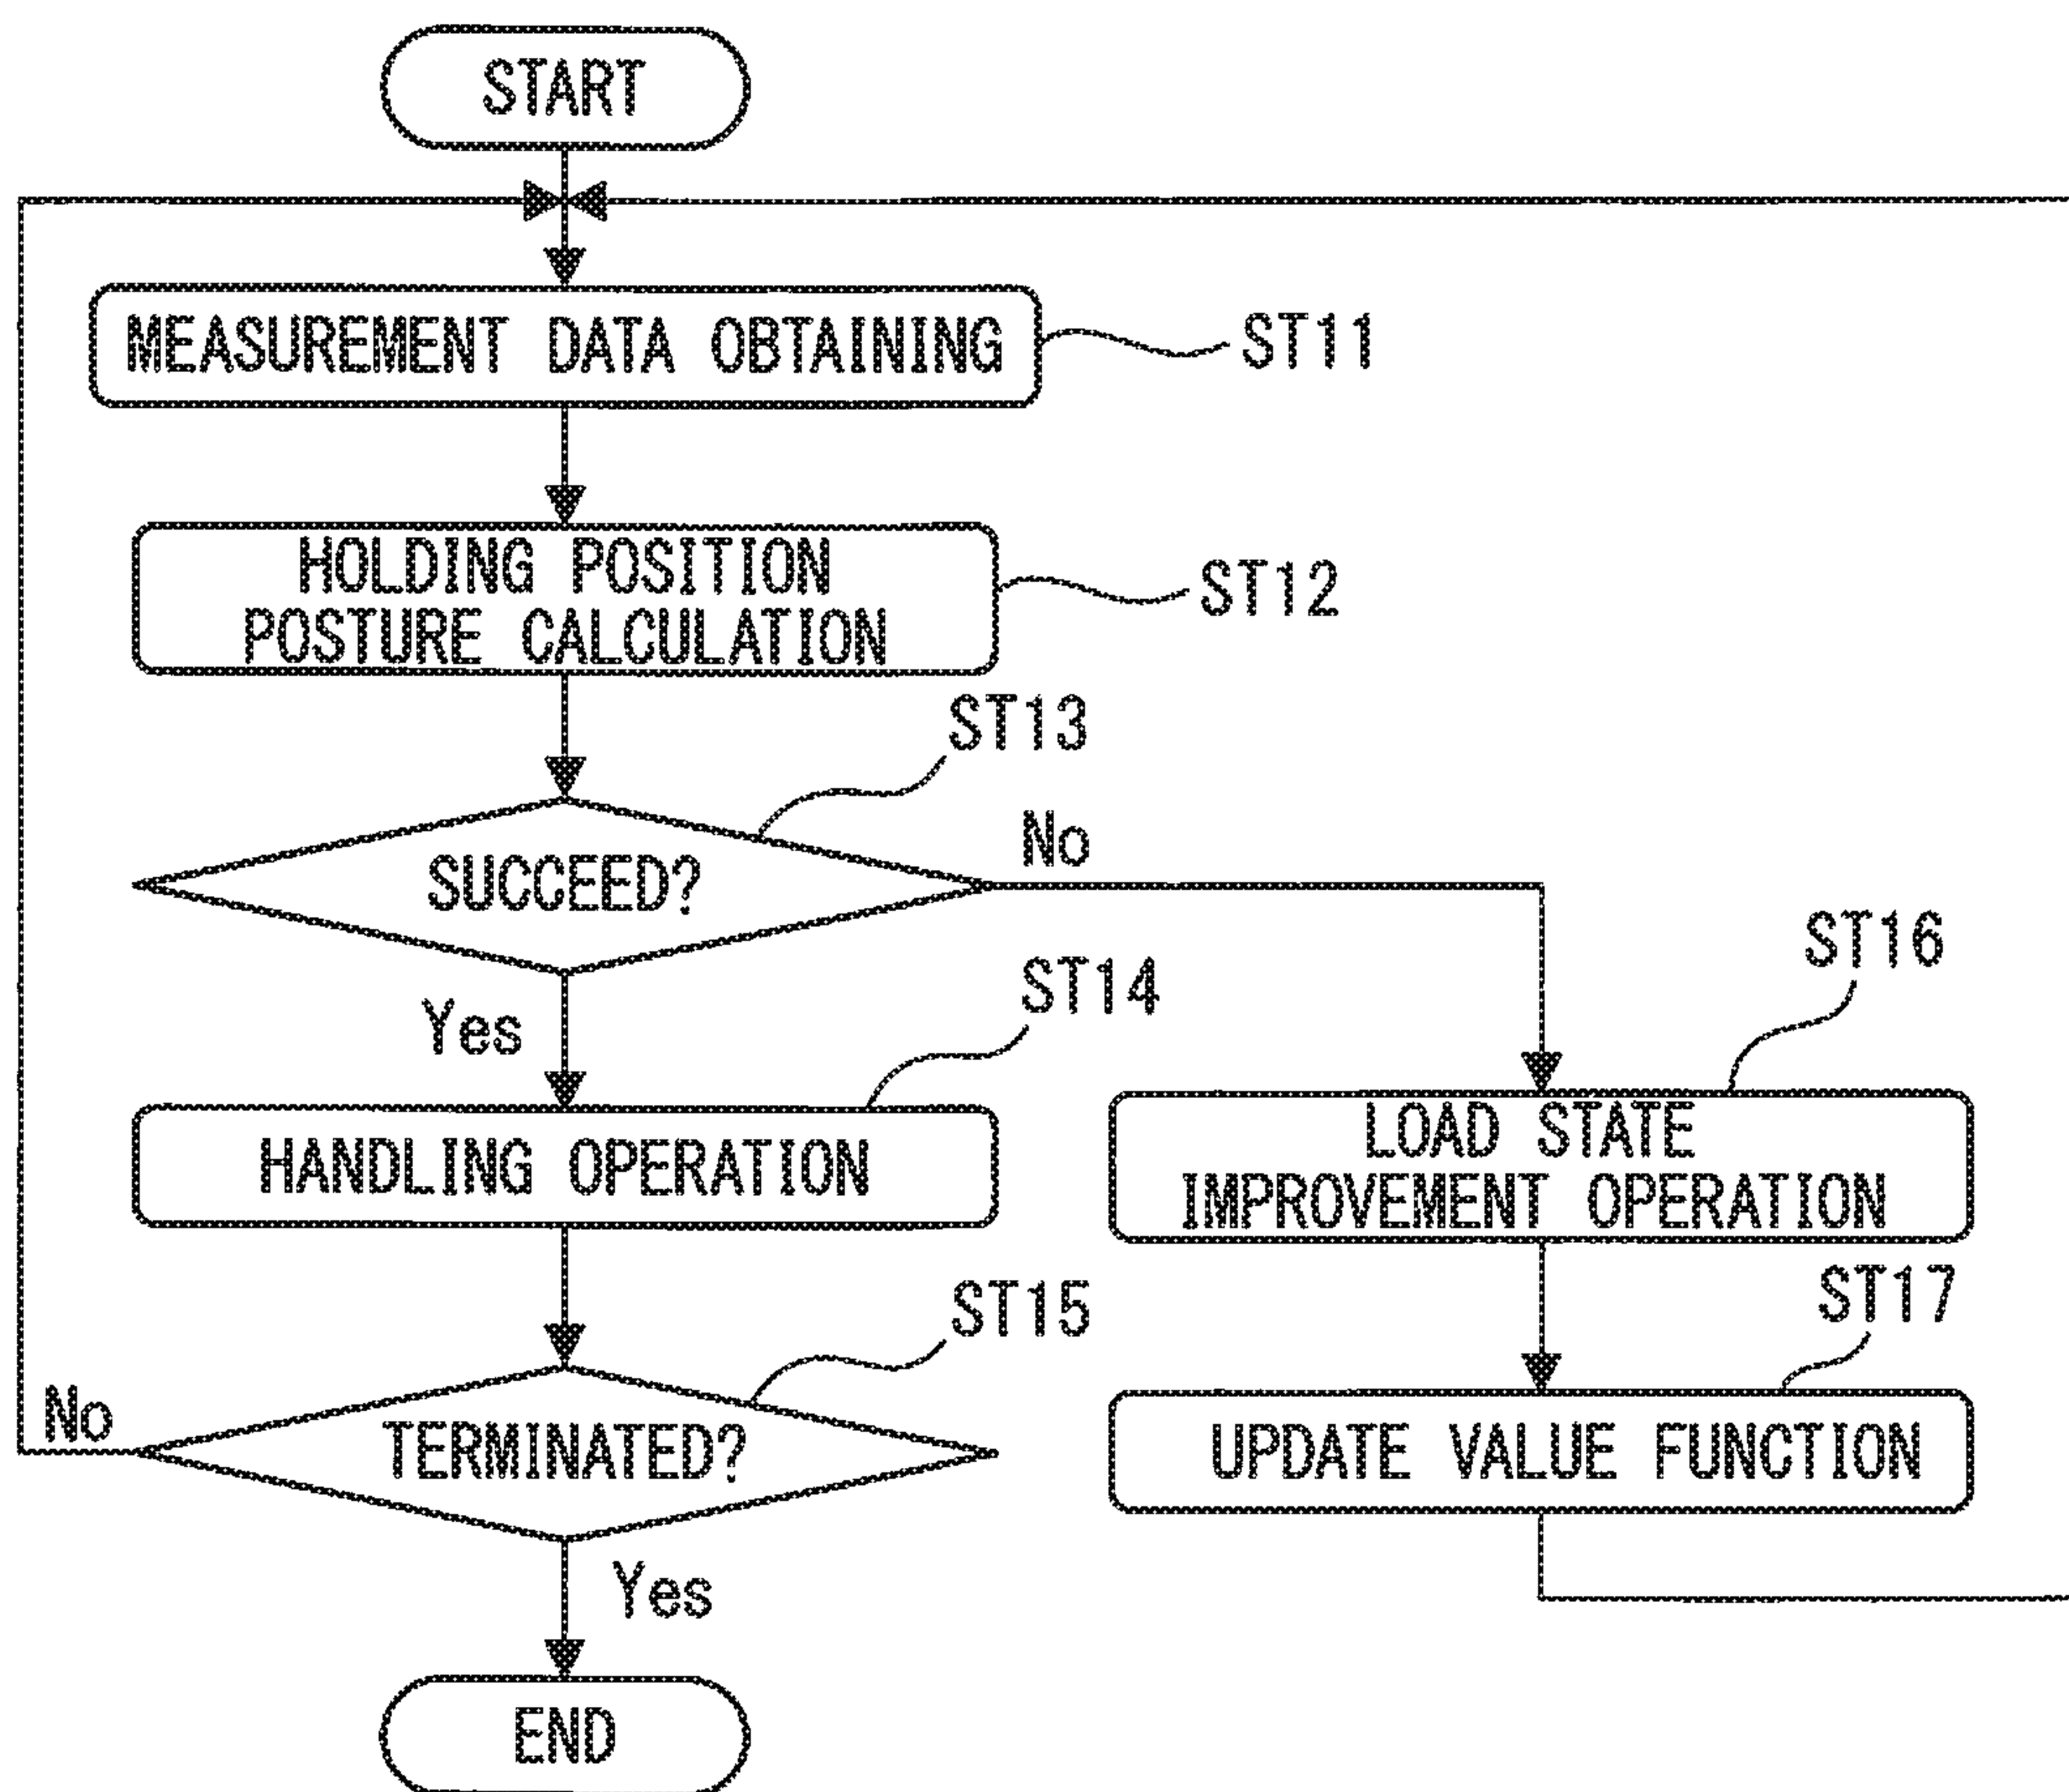 START
MEASUREMENT DATA OBTAINING
ST11
HOLDING POSITION
POSTURE CALCULATION
ST12
ST13
SUCCEED?
No
Yes
ST14
HANDLING OPERATION
ST16
LOAD STATE
IMPROVEMENT OPERATION
ST15
TERMINATED?
No
ST17
UPDATE VALUE FUNCTION
Yes
END